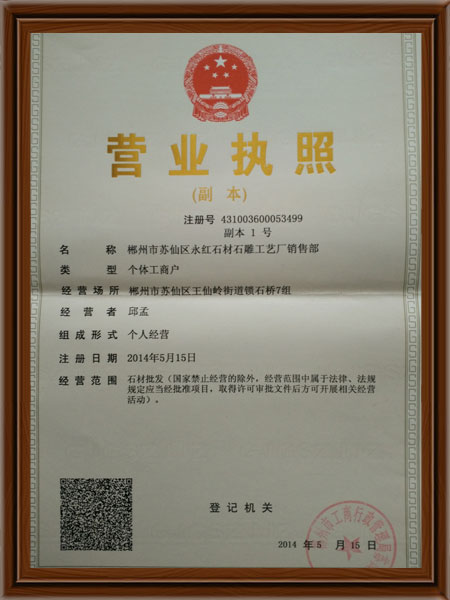 营业执照
(副 本)
注册号 431003600053499
副本 1 号
名 称 郴州市苏仙区永红石材石雕工艺厂销售部
类 型 个体工商户
经营场所 郴州市苏仙区王仙岭街道锁石桥7组
经 营 者 邱孟
组成形式 个人经营
注册日期 2014年5月15日
经营范围 石材批发（国家禁止经营的除外，经营范围中属于法律、法规
规定应当经批准项目，取得许可审批文件后方可开展相关经营
活动）。
登记机关
2014 年 5 月 15 日